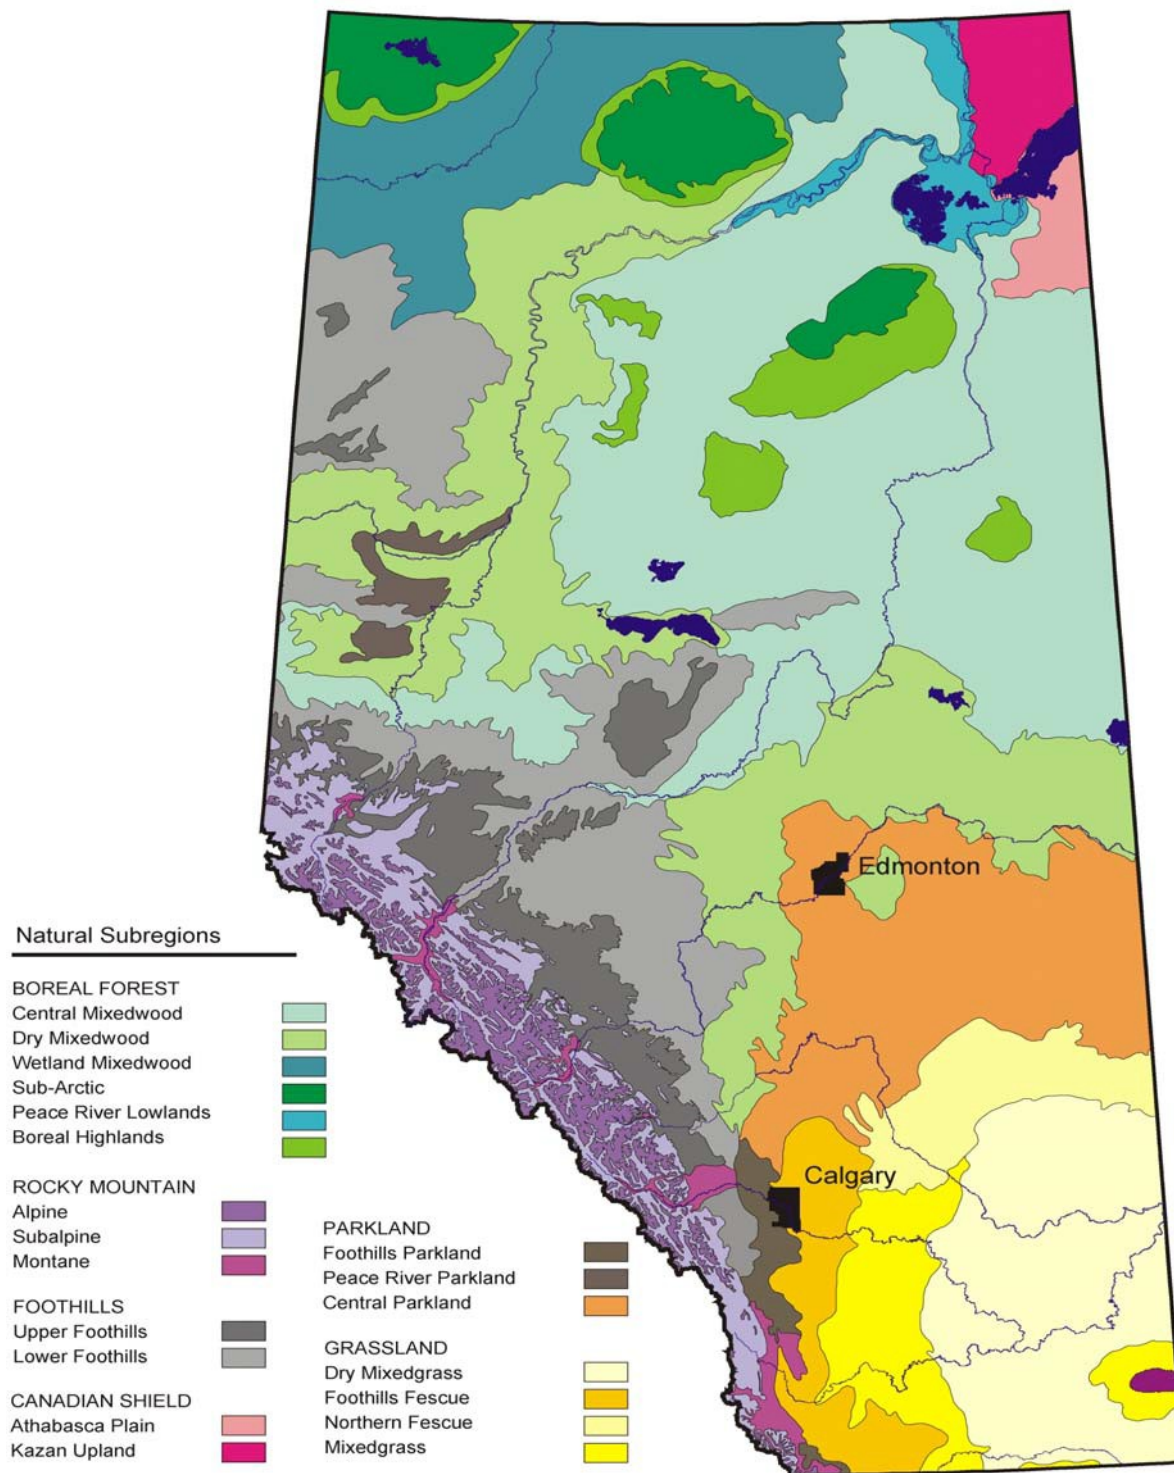 Edmonton
Calgary
Natural Subregions
BOREAL FOREST
Central Mixedwood
Dry Mixedwood
Wetland Mixedwood
Sub-Arctic
Peace River Lowlands
Boreal Highlands
ROCKY MOUNTAIN
Alpine
Subalpine
Montane
FOOTHILLS
Upper Foothills
Lower Foothills
CANADIAN SHIELD
Athabasca Plain
Kazan Upland
PARKLAND
Foothills Parkland
Peace River Parkland
Central Parkland
GRASSLAND
Dry Mixedgrass
Foothills Fescue
Northern Fescue
Mixedgrass